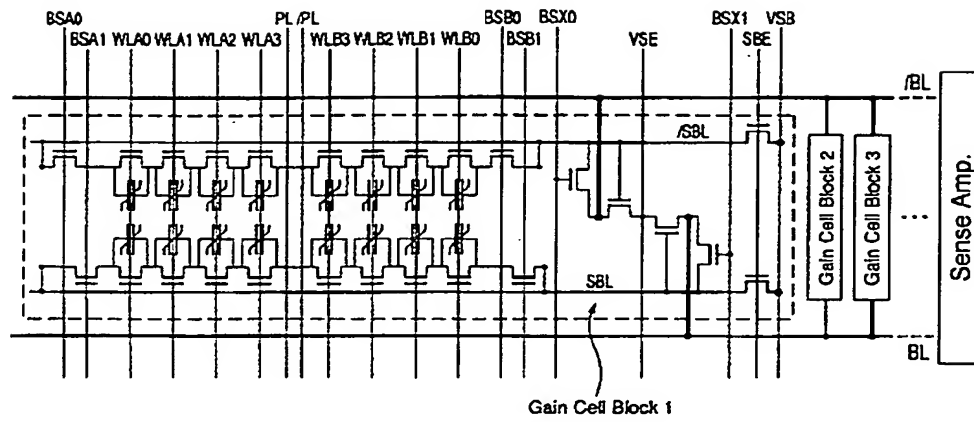 BSA0 PL /PL BSB0 BSX0 BSX1 VSB
BSA1 WLA0 WLA1 WLA2 WLA3 WLB3 WLB2 WLB1 WLB0 BSB1 VSE SBE
/BL
/SBL
Gain Cell Block 2
Gain Cell Block 3
...
Sense Amp.
SBL
BL
Gain Cell Block 1